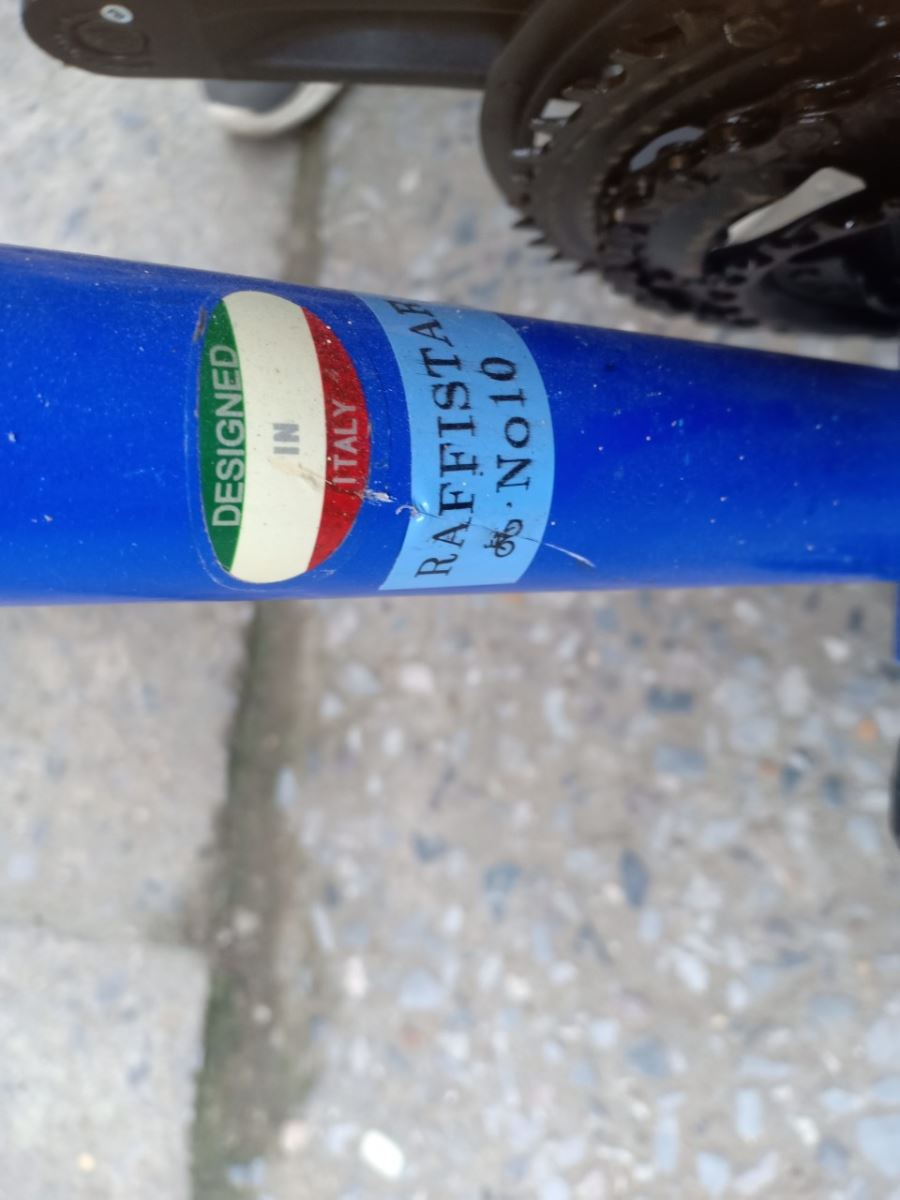 DESIGNED
IN
ITALY
RAFFISTAR
No10